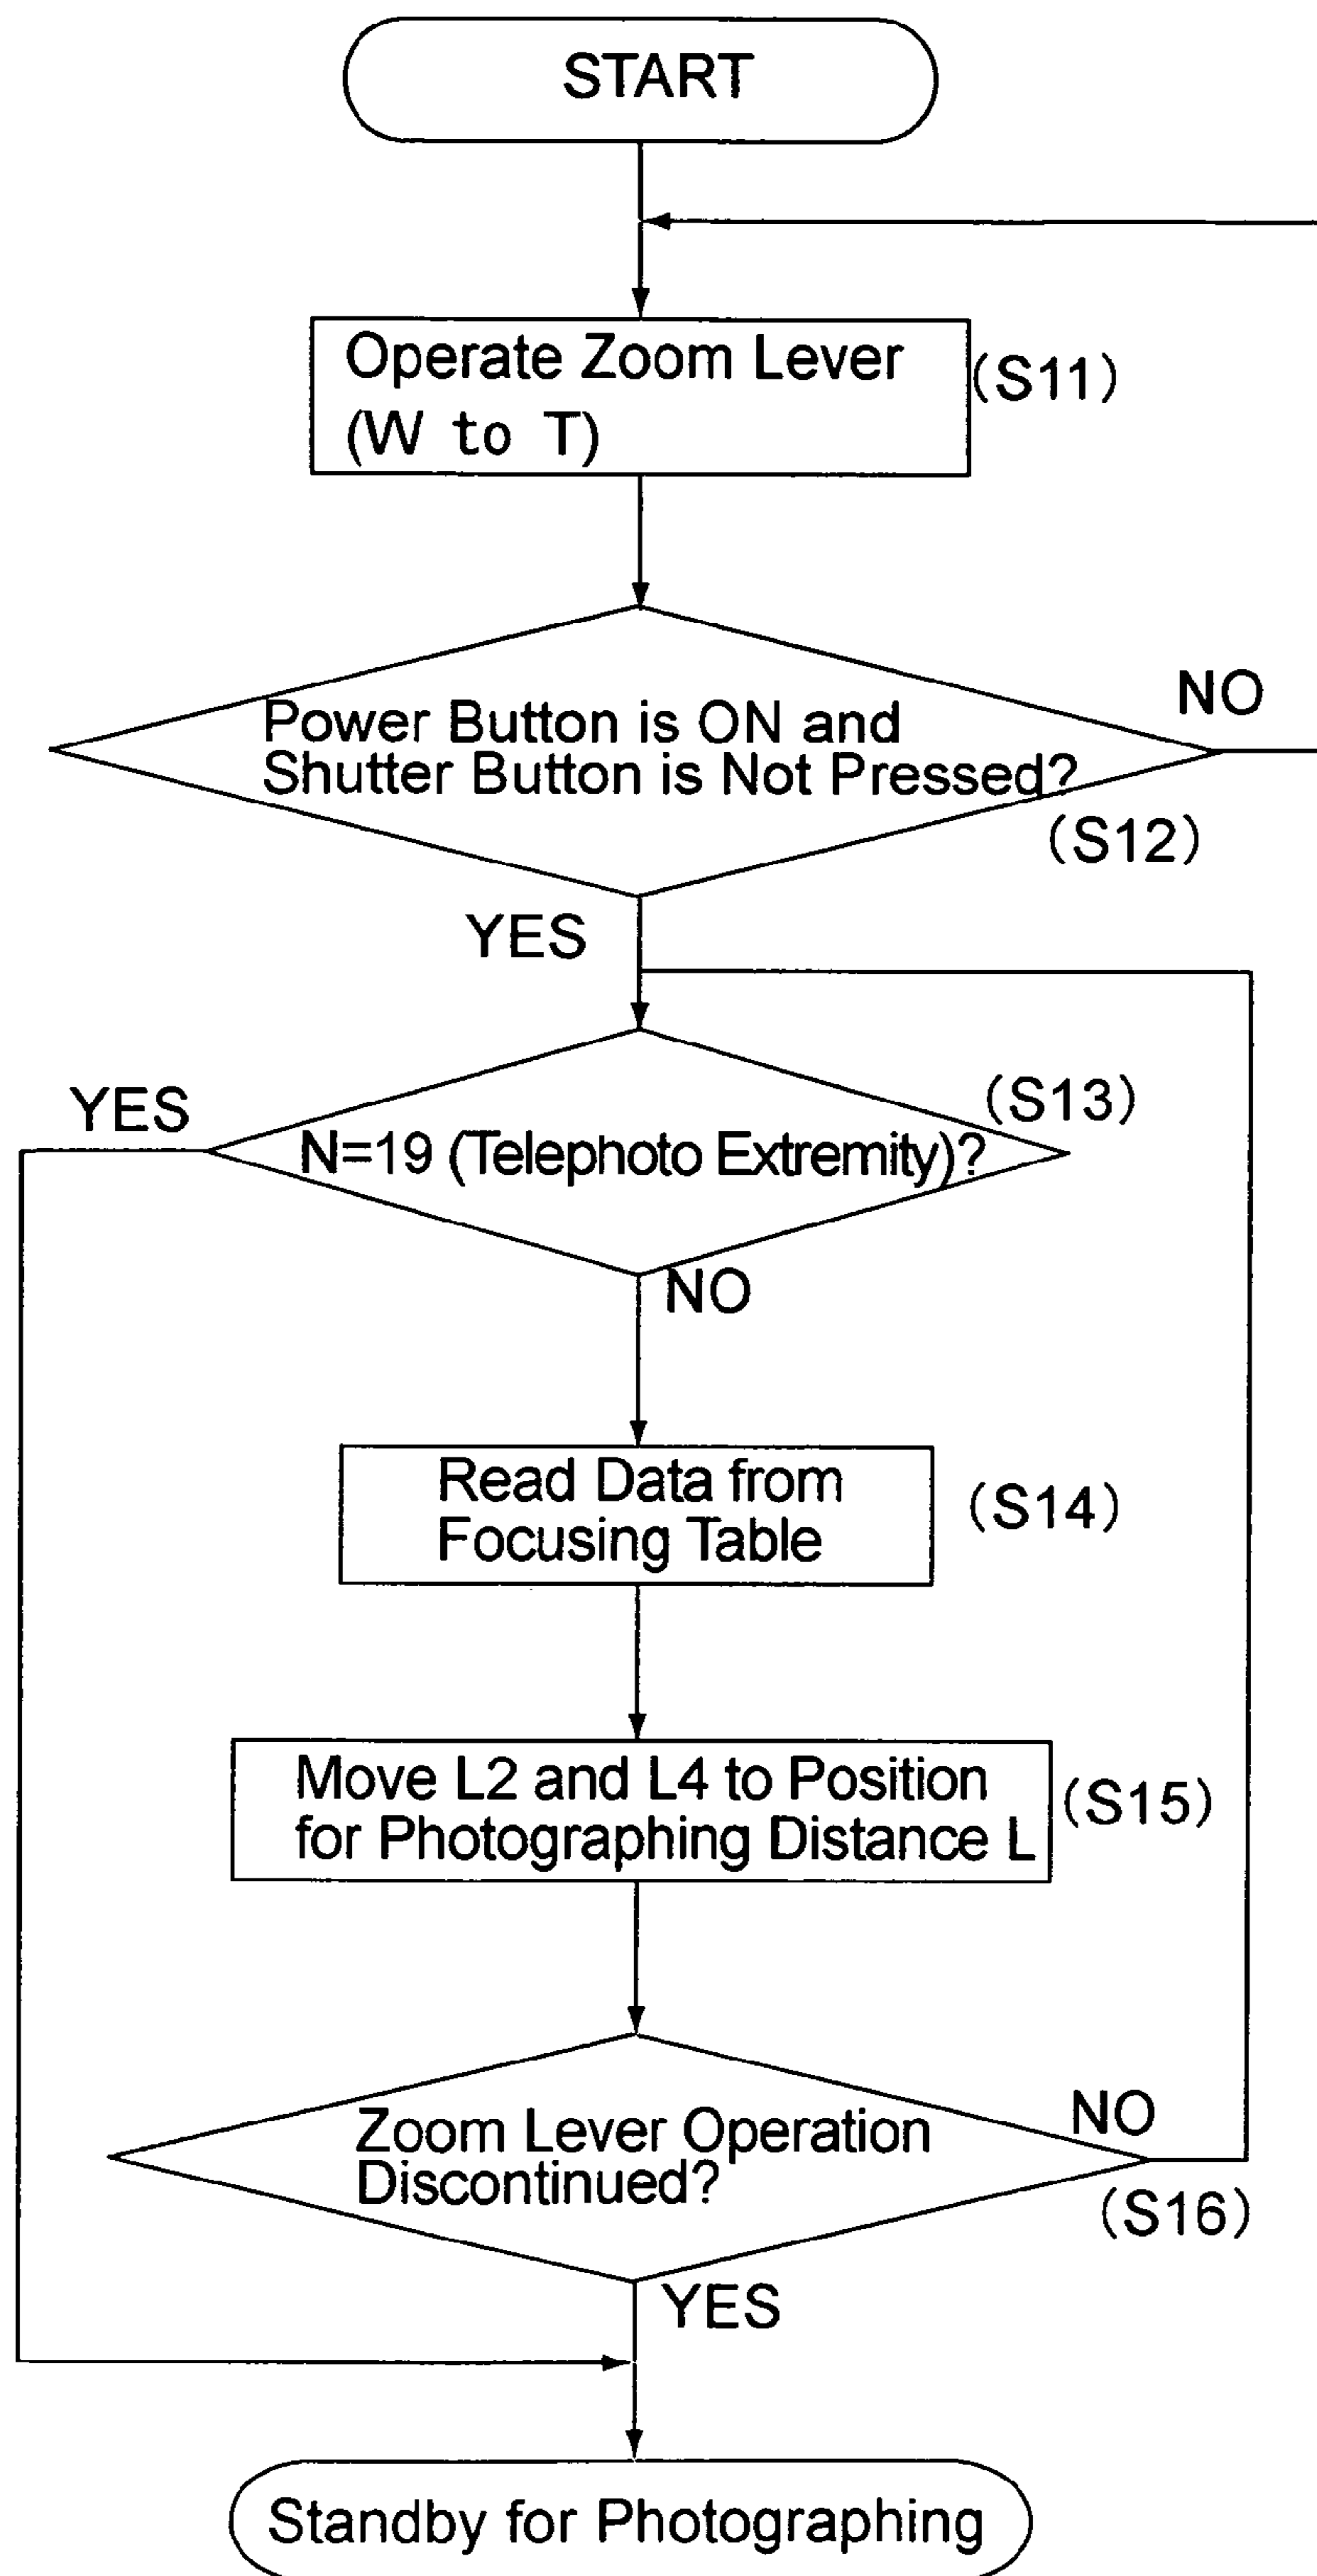 START
Operate Zoom Lever
(W to T)
(S11)
NO
Power Button is ON and
Shutter Button is Not Pressed?
(S12)
YES
YES
(S13)
N=19 (Telephoto Extremity)?
NO
Read Data from
Focusing Table
(S14)
Move L2 and L4 to Position
for Photographing Distance L
(S15)
NO
Zoom Lever Operation
Discontinued?
(S16)
YES
Standby for Photographing